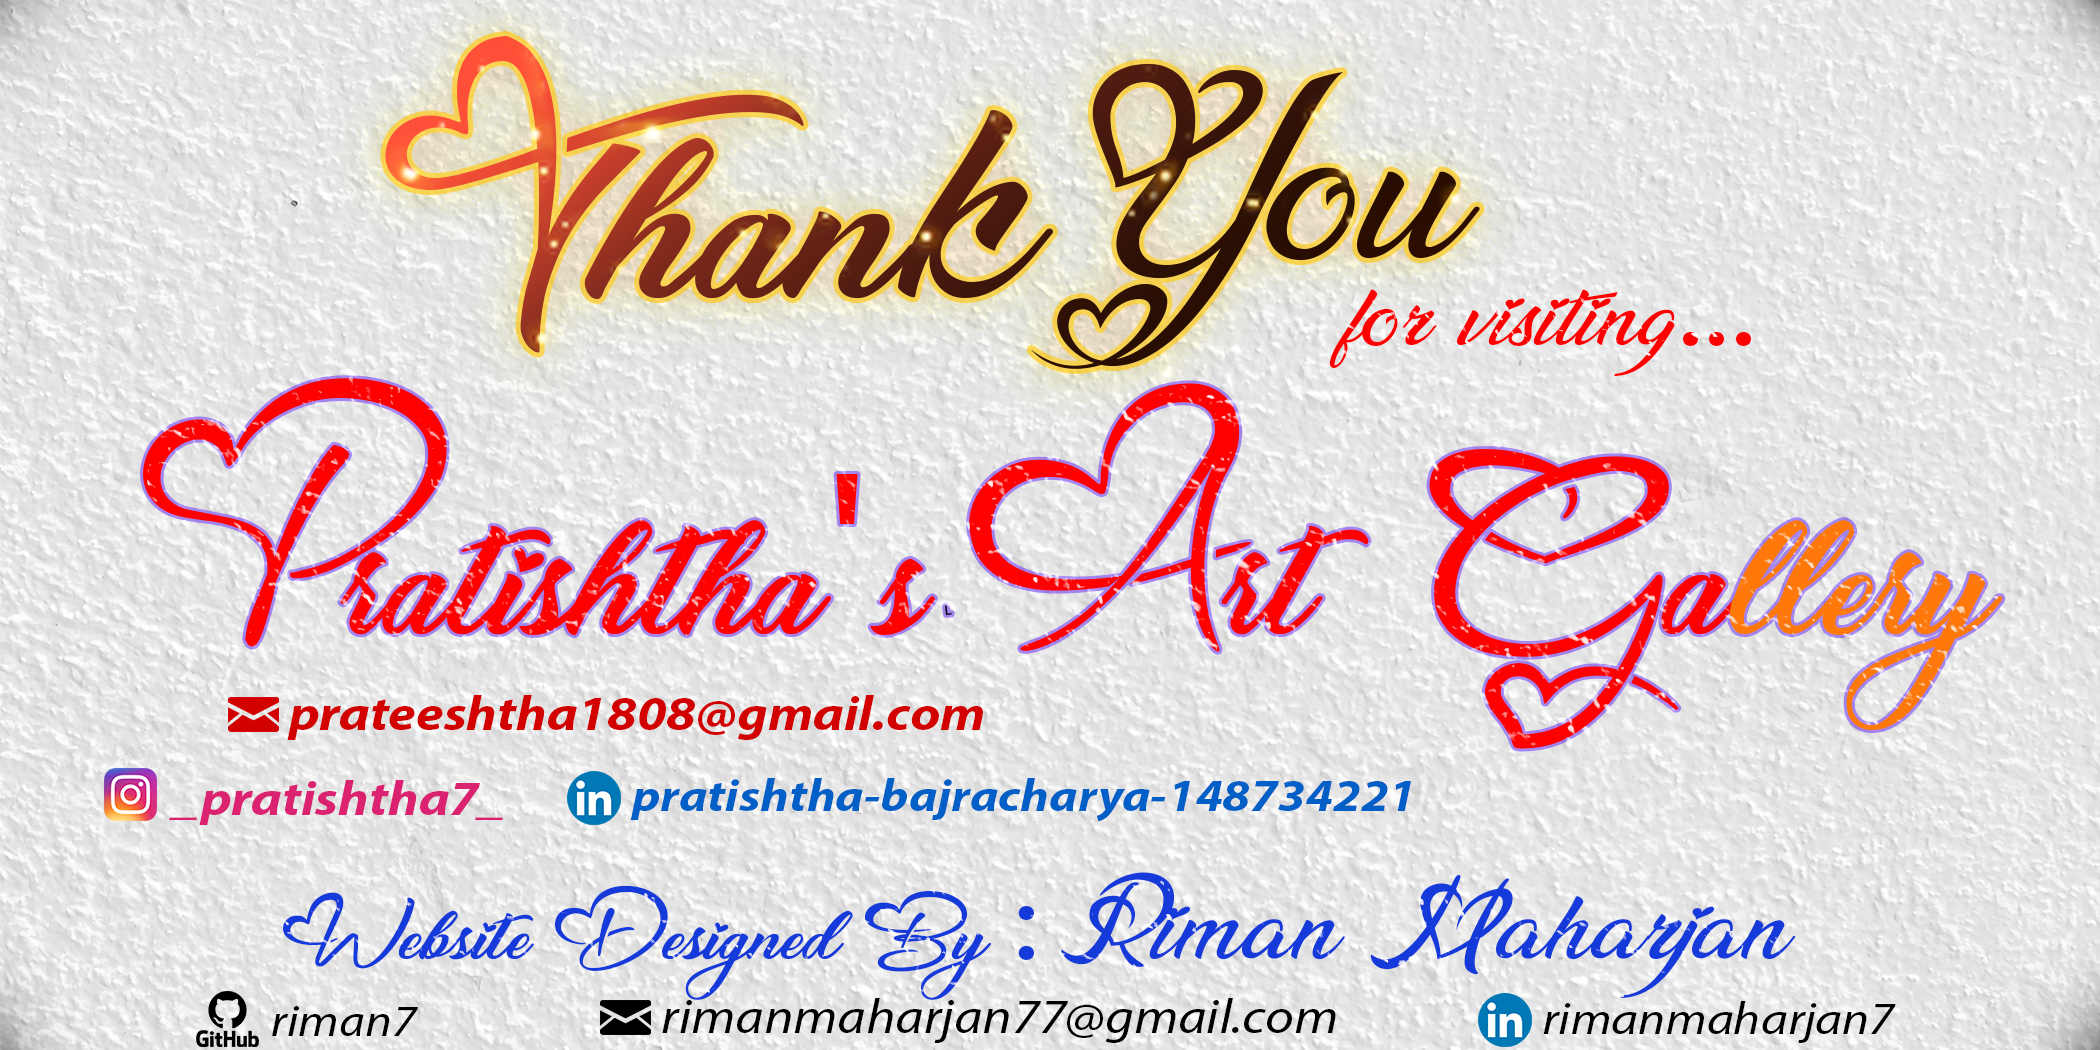 Thank You
for visiting...
Pratishtha's Art Gallery
prateeshtha1808@gmail.com
_pratishtha7_ pratishtha-bajracharya-148734221
Website Designed By : Riman Maharjan
GitHub riman7 rimanmaharjan77@gmail.com in rimanmaharjan7